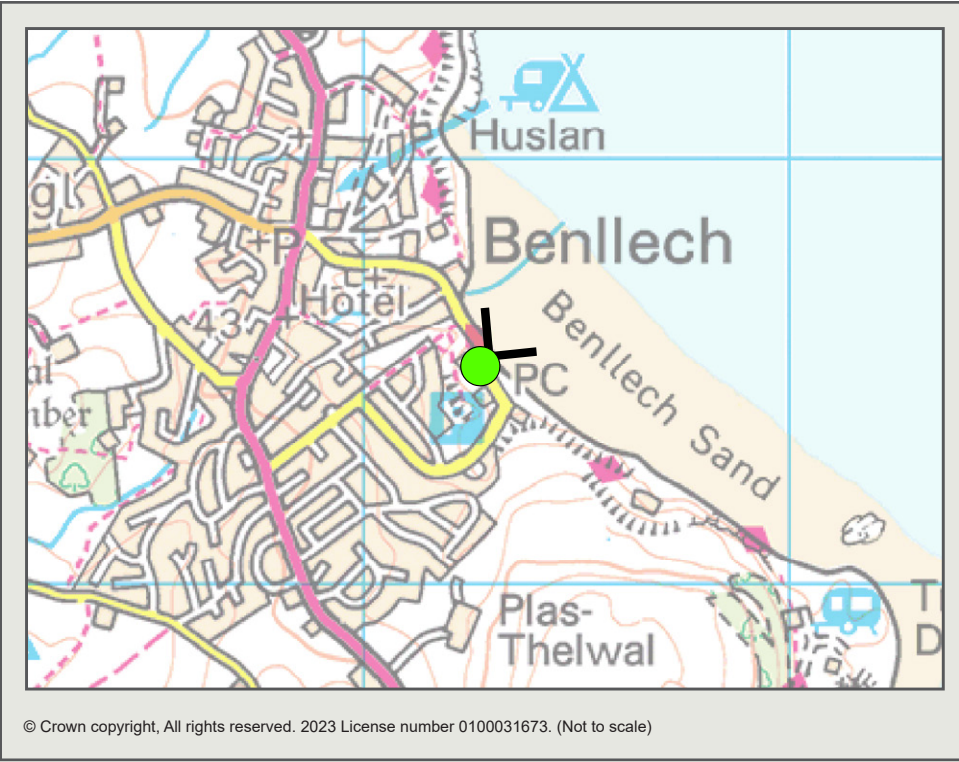 Huslan
gl
Benllech
+P
Hotel
43
Benllech Sand
PC
al
mber
Plas-
Thelwal
T
D
© Crown copyright, All rights reserved. 2023 License number 0100031673. (Not to scale)